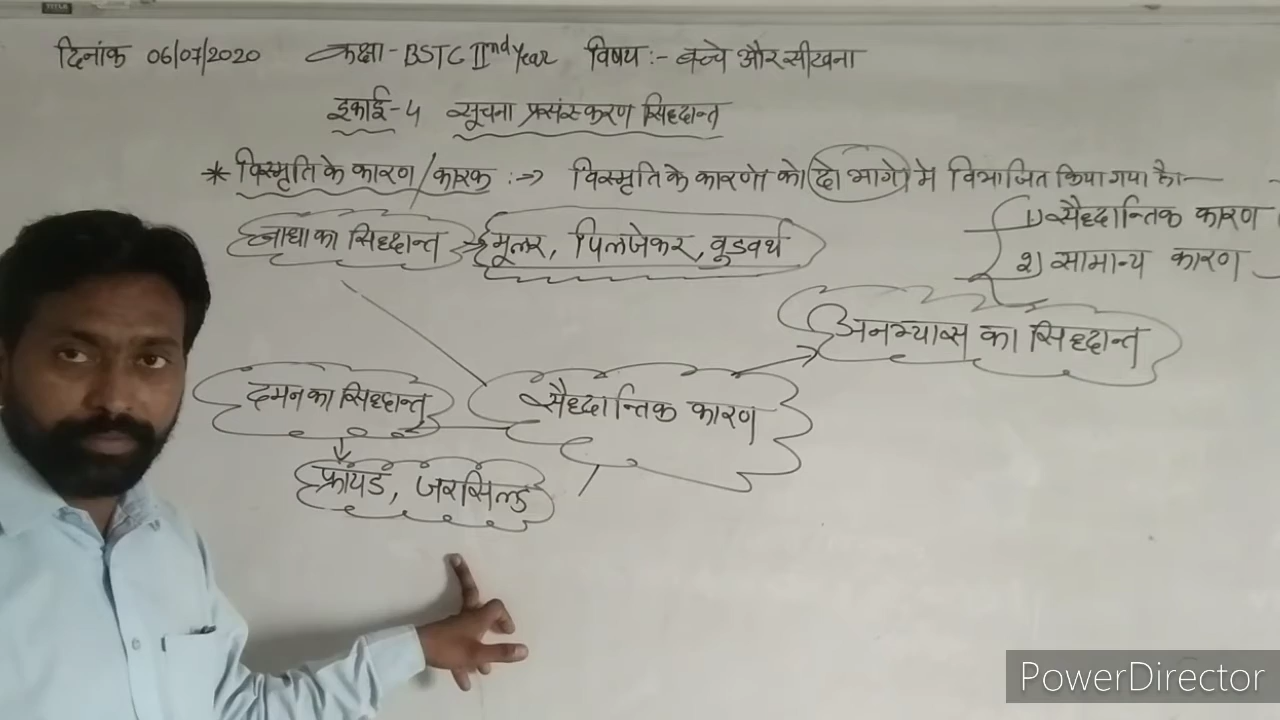 दिनांक 06/07/2020 कक्षा - BSTC IInd Year विषय :- बच्चे और सीखना
इकाई - 5 सूचना प्रसंस्करण सिद्धान्त
* विस्मृति के कारण / कारक :-> विस्मृति के कारणों को दो भागों में विभाजित किया गया है।-
1) सैद्धान्तिक कारण
2) सामान्य कारण
बाधा का सिद्धान्त -> मूलर, पिलजेकर, वुडवर्थ
अनभ्यास का सिद्धान्त
दमन का सिद्धान्त
सैद्धान्तिक कारण
फ्रायड, जरसिल्ड
PowerDirector